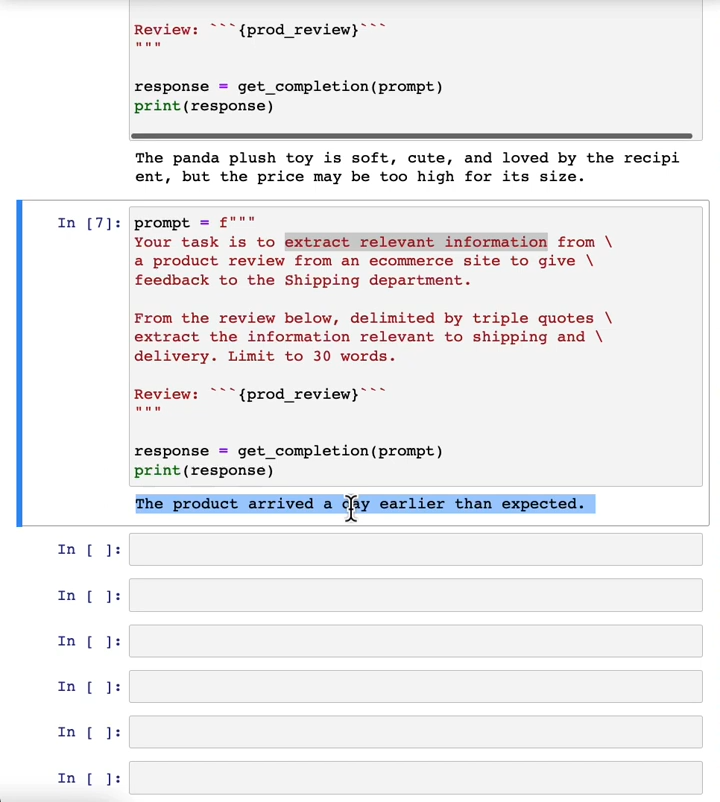 Review: ```{prod_review}```
"""
response = get_completion(prompt)
print(response)
The panda plush toy is soft, cute, and loved by the recipi
ent, but the price may be too high for its size.
In [7]: prompt = f"""
Your task is to extract relevant information from \
a product review from an ecommerce site to give \
feedback to the Shipping department.
From the review below, delimited by triple quotes \
extract the information relevant to shipping and \
delivery. Limit to 30 words.
Review: ```{prod_review}```
"""
response = get_completion(prompt)
print(response)
The product arrived a day earlier than expected.
In [ ]:
In [ ]:
In [ ]:
In [ ]:
In [ ]:
In [ ]: